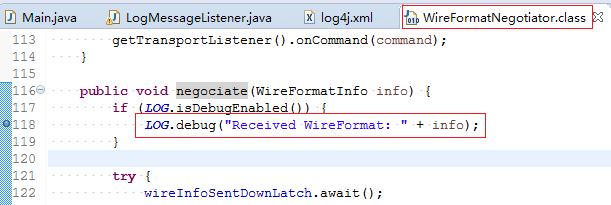 Main.java LogMessageListener.java log4j.xml WireFormatNegotiator.class
113 getTransportListener().onCommand(command);
114 }
115
116 public void negociate(WireFormatInfo info) {
117 if (LOG.isDebugEnabled()) {
118 LOG.debug("Received WireFormat: " + info);
119 }
120
121 try {
122 wireInfoSentDownLatch.await();